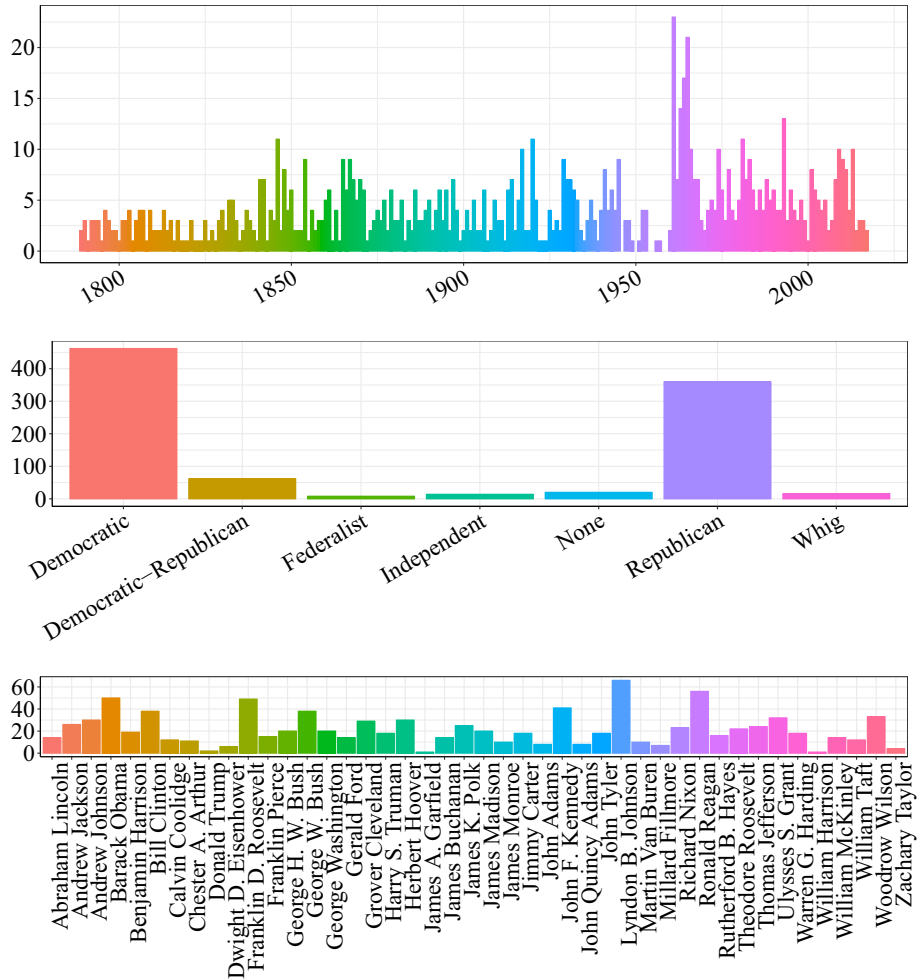 20
15
10
5
0
1800
1850
1900
1950
2000
400
300
200
100
0
Democratic
Democratic−Republican
Federalist
Independent
None
Republican
Whig
60
40
20
0
Abraham Lincoln
Andrew Jackson
Andrew Johnson
Barack Obama
Benjamin Harrison
Bill Clinton
Calvin Coolidge
Chester A. Arthur
Donald Trump
Dwight D. Eisenhower
Franklin D. Roosevelt
Franklin Pierce
George H. W. Bush
George W. Bush
George Washington
Gerald Ford
Grover Cleveland
Harry S. Truman
Herbert Hoover
James A. Garfield
James Buchanan
James K. Polk
James Madison
James Monroe
Jimmy Carter
John Adams
John F. Kennedy
John Quincy Adams
John Tyler
Lyndon B. Johnson
Martin Van Buren
Millard Fillmore
Richard Nixon
Ronald Reagan
Rutherford B. Hayes
Theodore Roosevelt
Thomas Jefferson
Ulysses S. Grant
Warren G. Harding
William Harrison
William McKinley
William Taft
Woodrow Wilson
Zachary Taylor